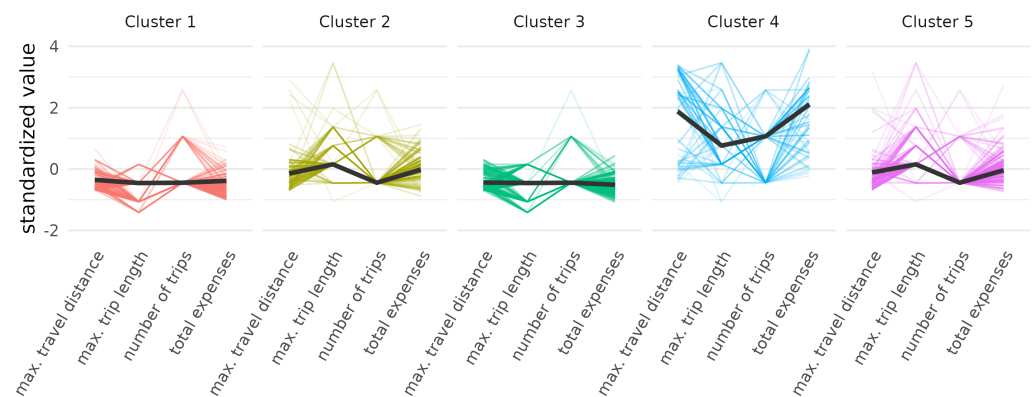 Cluster 1
Cluster 2
Cluster 3
Cluster 4
Cluster 5
standardized value
4
2
0
-2
max. travel distance
max. trip length
number of trips
total expenses
max. travel distance
max. trip length
number of trips
total expenses
max. travel distance
max. trip length
number of trips
total expenses
max. travel distance
max. trip length
number of trips
total expenses
max. travel distance
max. trip length
number of trips
total expenses